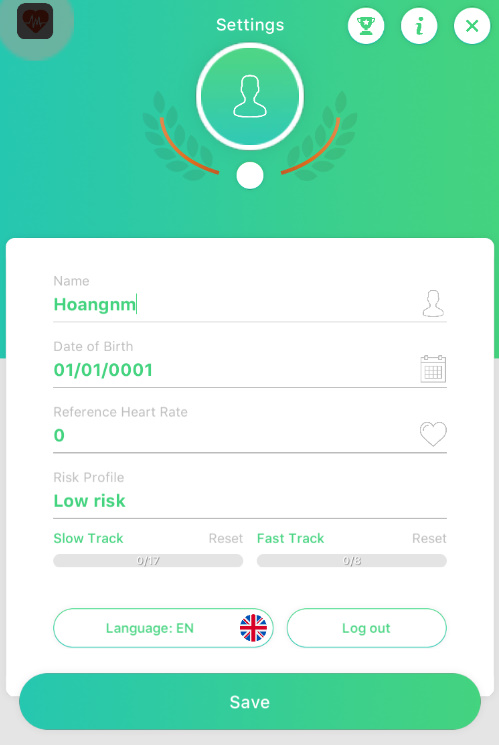 Settings
Name
Hoangnm
Date of Birth
01/01/0001
Reference Heart Rate
0
Risk Profile
Low risk
Slow Track Reset Fast Track Reset
0/17 0/8
Language: EN Log out
Save